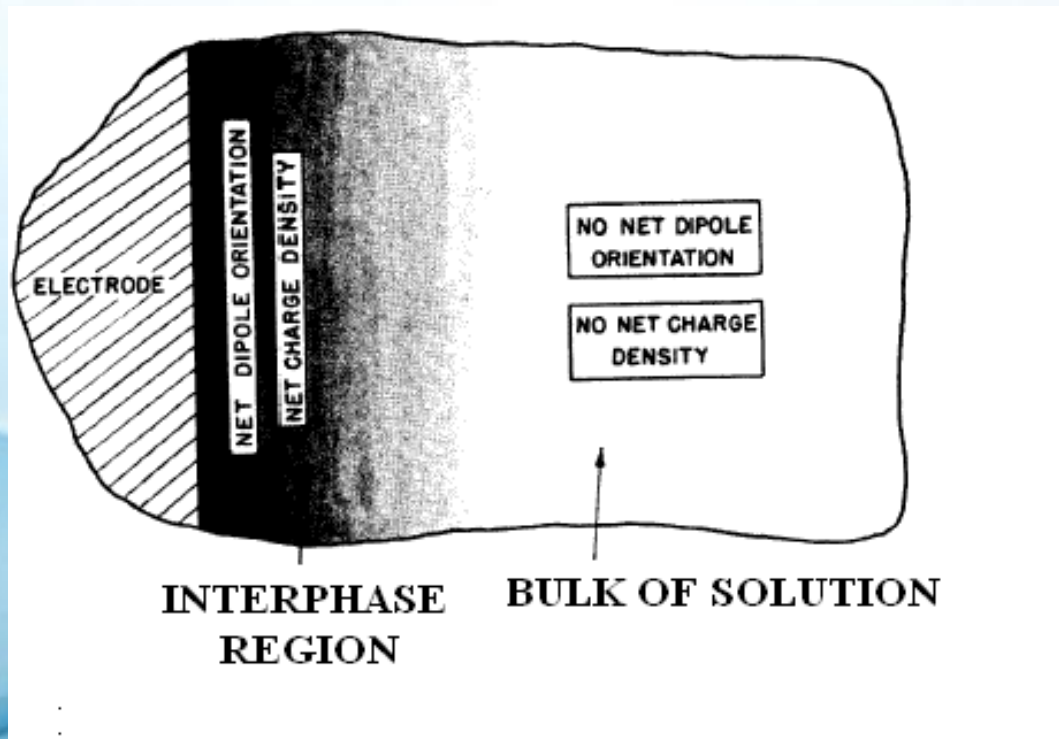 ELECTRODE
NET DIPOLE ORIENTATION
NET CHARGE DENSITY
NO NET DIPOLE
ORIENTATION
NO NET CHARGE
DENSITY
INTERPHASE
REGION
BULK OF SOLUTION